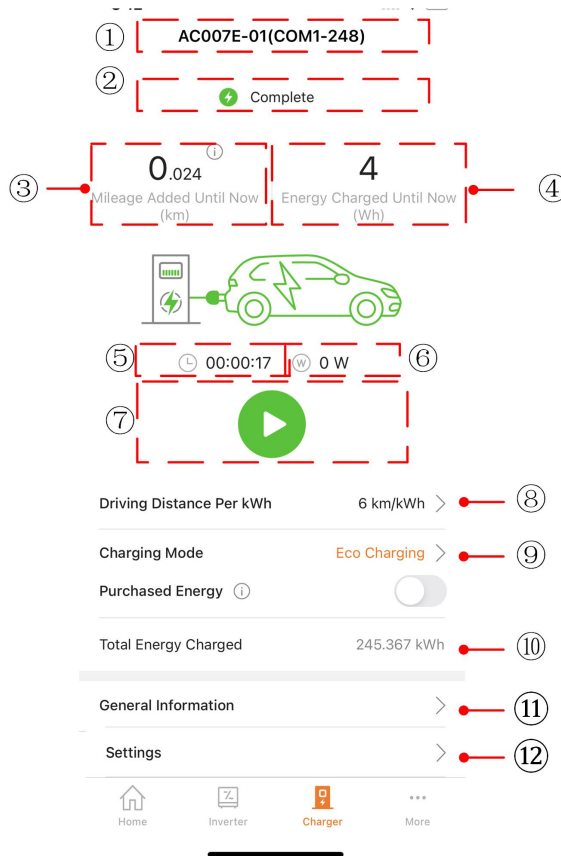 ① AC007E-01(COM1-248)
② Complete
③ 0.024 4 ④
Mileage Added Until Now Energy Charged Until Now
(km) (Wh)
⑤ 00:00:17 W 0 W ⑥
⑦
Driving Distance Per kWh 6 km/kWh ⑧
Charging Mode Eco Charging ⑨
Purchased Energy
Total Energy Charged 245.367 kWh ⑩
General Information ⑪
Settings ⑫
Home Inverter Charger More